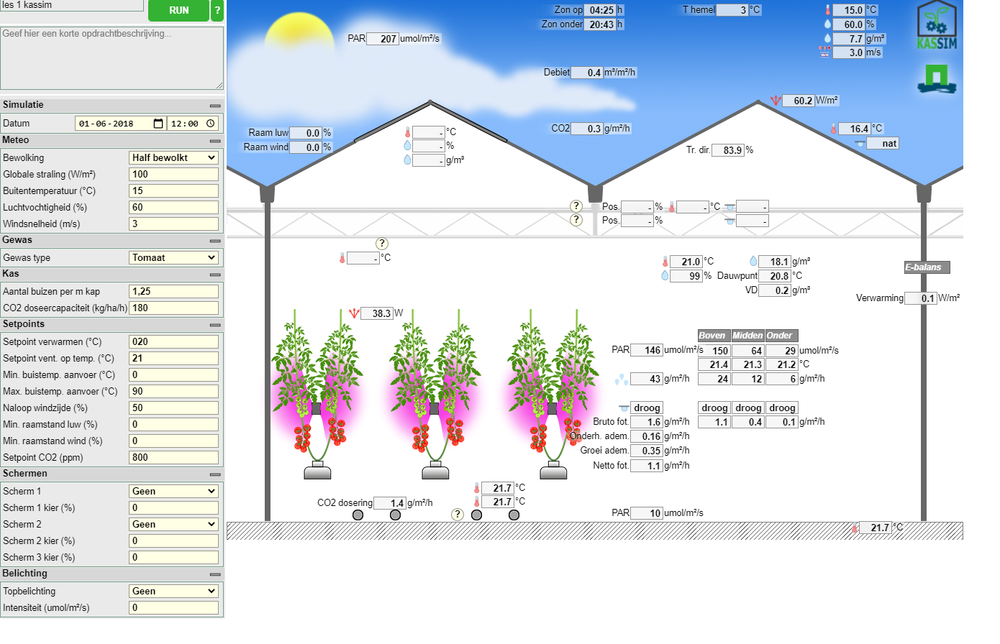 les 1 kassim
RUN
?
Geef hier een korte opdrachtbeschrijving...
Simulatie
Datum 01-06-2018 12:00
Meteo
Bewolking Half bewolkt
Globale straling (W/m²) 100
Buitentemperatuur (°C) 15
Luchtvochtigheid (%) 60
Windsnelheid (m/s) 3
Gewas
Gewas type Tomaat
Kas
Aantal buizen per m kap 1,25
CO2 doseercapaciteit (kg/ha/h) 180
Setpoints
Setpoint verwarmen (°C) 020
Setpoint vent. op temp. (°C) 21
Min. buistemp. aanvoer (°C) 0
Max. buistemp. aanvoer (°C) 90
Naloop windzijde (%) 50
Min. raamstand luw (%) 0
Min. raamstand wind (%) 0
Setpoint CO2 (ppm) 800
Schermen
Scherm 1 Geen
Scherm 1 kier (%) 0
Scherm 2 Geen
Scherm 2 kier (%) 0
Scherm 3 kier (%) 0
Belichting
Topbelichting Geen
Intensiteit (umol/m²/s) 0
Zon op 04:25 h
Zon onder 20:43 h
T hemel 3 °C
15.0 °C
60.0 %
7.7 g/m³
3.0 m/s
KASSIM
PAR 207 umol/m²/s
Debiet 0.4 m³/m²/h
60.2 W/m²
CO2 0.3 g/m²/h
Raam luw 0.0 %
Raam wind 0.0 %
- °C
- %
- g/m³
16.4 °C
nat
Tr. dir. 83.9 %
? Pos. - % - °C -
? Pos. - % -
?
- °C
21.0 °C
99 %
18.1 g/m³
Dauwpunt 20.8 °C
VD 0.2 g/m³
E-balans
Verwarming 0.1 W/m²
38.3 W
Boven Midden Onder
PAR 146 umol/m²/s 150 64 29 umol/m²/s
21.4 21.3 21.2 °C
43 g/m²/h 24 12 6 g/m²/h
droog droog droog droog
Bruto fot. 1.6 g/m²/h 1.1 0.4 0.1 g/m²/h
Onderh. adem. 0.16 g/m²/h
Groei adem. 0.35 g/m²/h
Netto fot. 1.1 g/m²/h
21.7 °C
21.7 °C
CO2 dosering 1.4 g/m²/h
?
PAR 10 umol/m²/s
21.7 °C